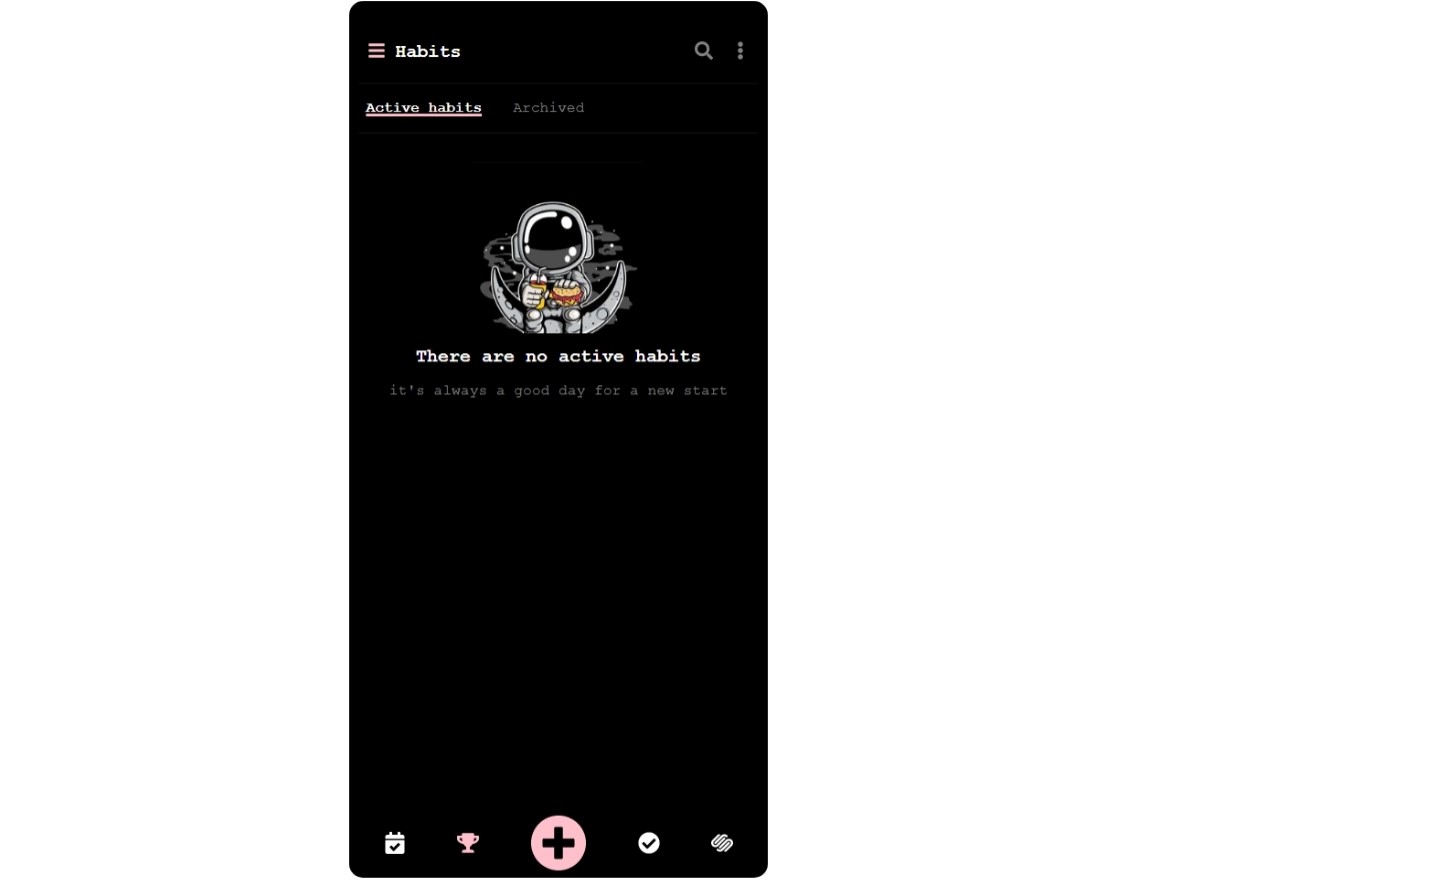 Habits
Active habits Archived
There are no active habits
it's always a good day for a new start